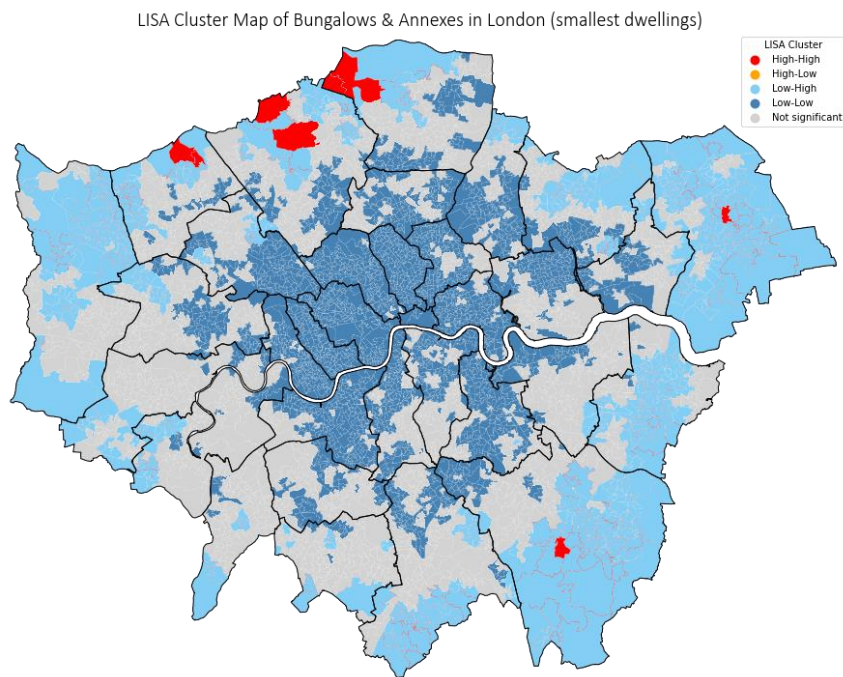 LISA Cluster Map of Bungalows & Annexes in London (smallest dwellings)
LISA Cluster
High-High
High-Low
Low-High
Low-Low
Not significant